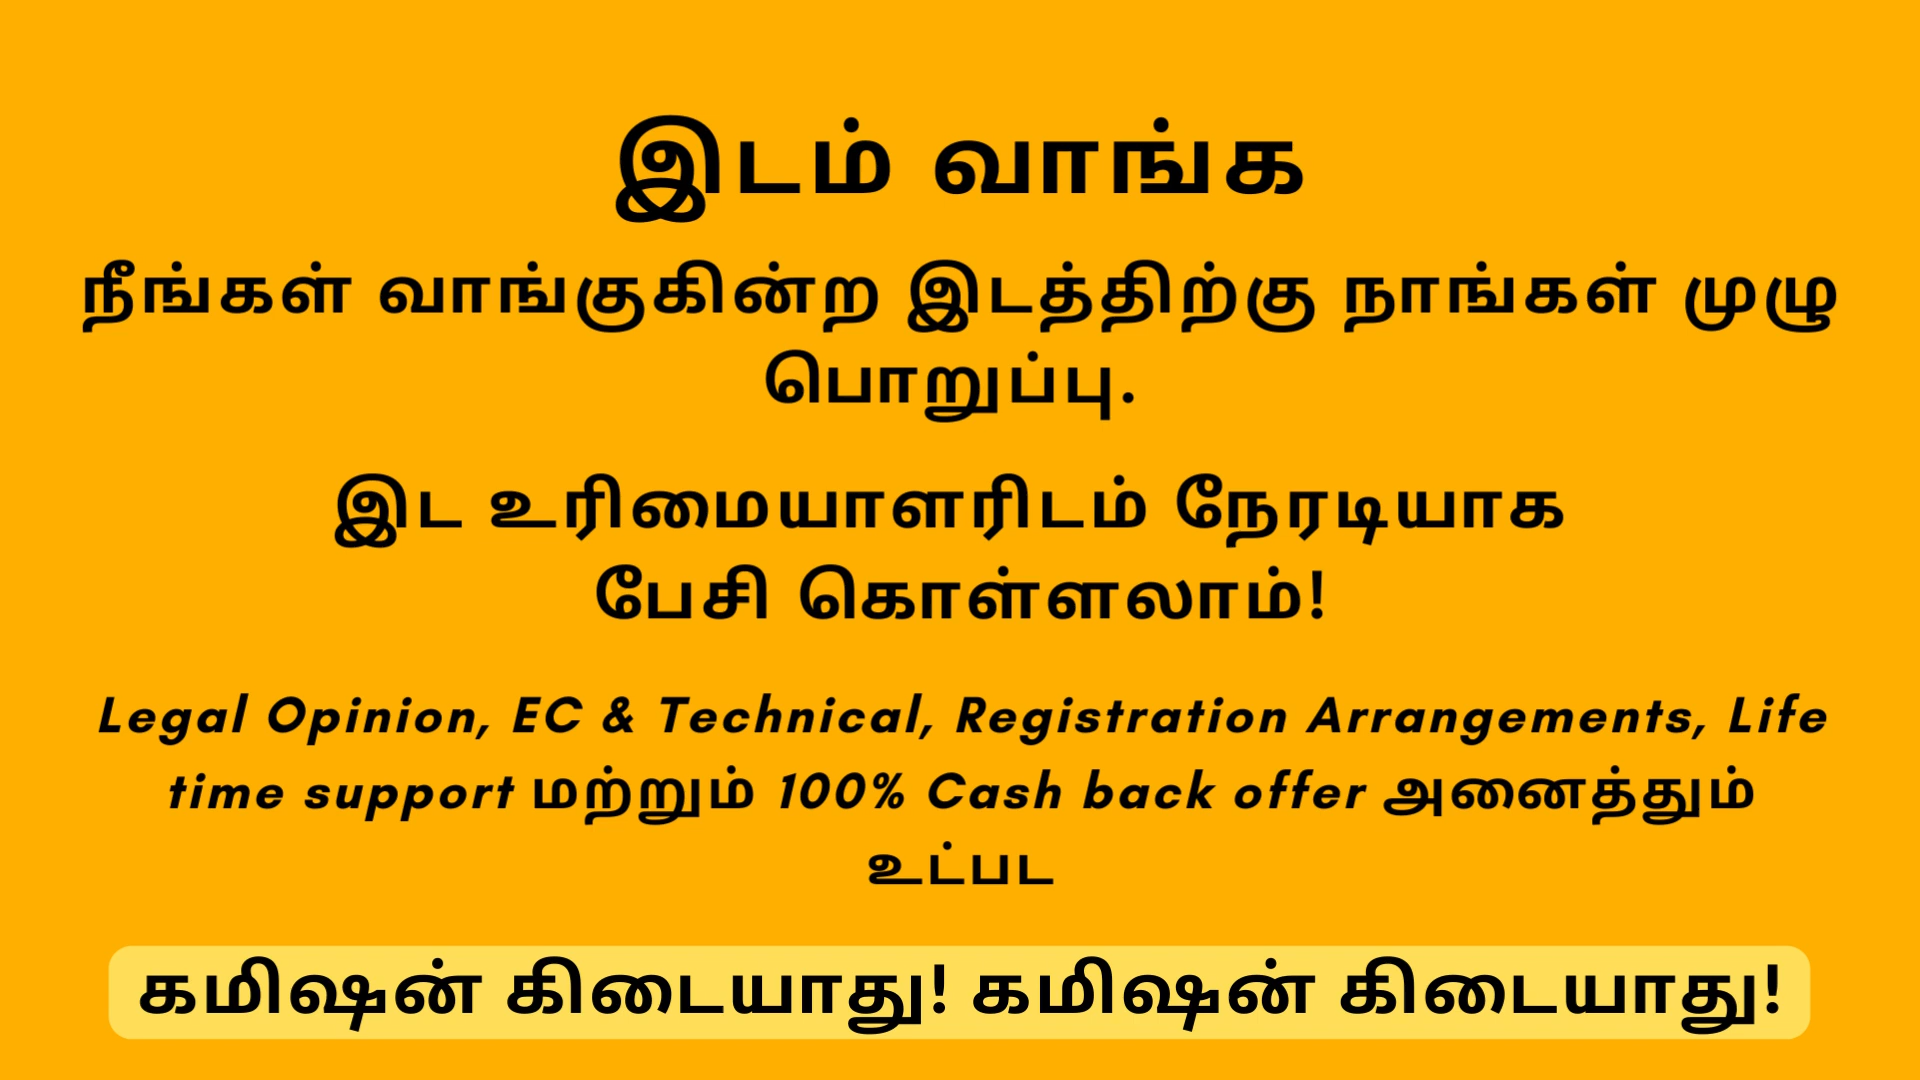 இடம் வாங்க
நீங்கள் வாங்குகின்ற இடத்திற்கு நாங்கள் முழு
பொறுப்பு.
இட உரிமையாளரிடம் நேரடியாக
பேசி கொள்ளலாம்!
Legal Opinion, EC & Technical, Registration Arrangements, Life
time support மற்றும் 100% Cash back offer அனைத்தும்
உட்பட
கமிஷன் கிடையாது! கமிஷன் கிடையாது!